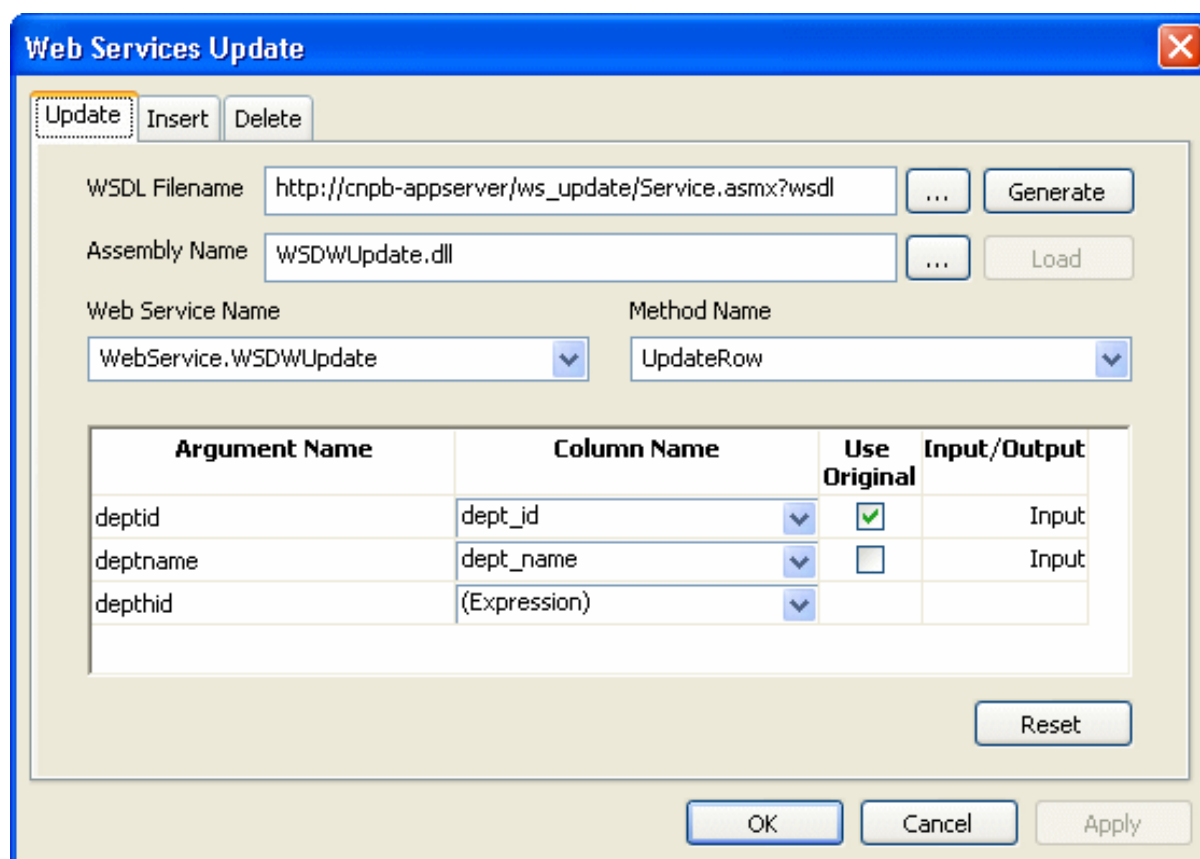 Web Services Update
Update Insert Delete
WSDL Filename http://cnpb-appserver/ws_update/Service.asmx?wsdl ... Generate
Assembly Name WSDWUpdate.dll ... Load
Web Service Name Method Name
WebService.WSDWUpdate UpdateRow
Argument Name Column Name Use Original Input/Output
deptid dept_id Input
deptname dept_name Input
depthid (Expression)
Reset
OK Cancel Apply